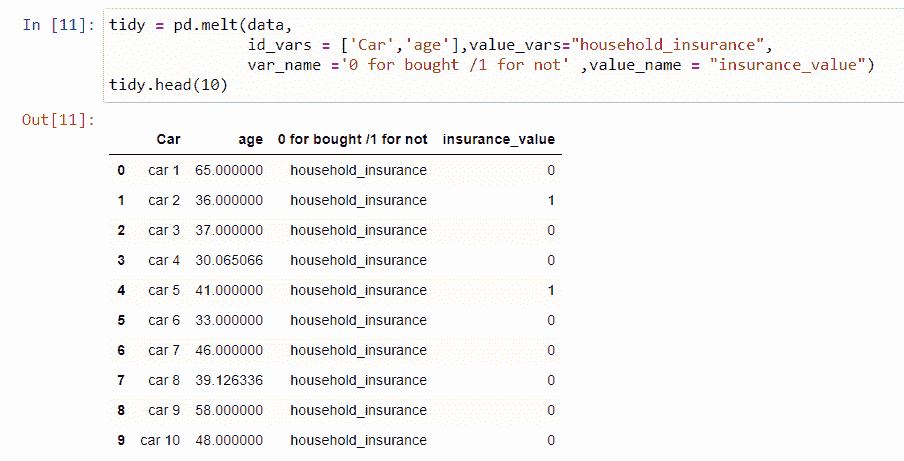 In [11]: tidy = pd.melt(data,
id_vars = ['Car','age'],value_vars="household_insurance",
var_name ='0 for bought /1 for not' ,value_name = "insurance_value")
tidy.head(10)
Out[11]:
Car age 0 for bought /1 for not insurance_value
0 car 1 65.000000 household_insurance 0
1 car 2 36.000000 household_insurance 1
2 car 3 37.000000 household_insurance 0
3 car 4 30.065066 household_insurance 0
4 car 5 41.000000 household_insurance 1
5 car 6 33.000000 household_insurance 0
6 car 7 46.000000 household_insurance 0
7 car 8 39.126336 household_insurance 0
8 car 9 58.000000 household_insurance 0
9 car 10 48.000000 household_insurance 0